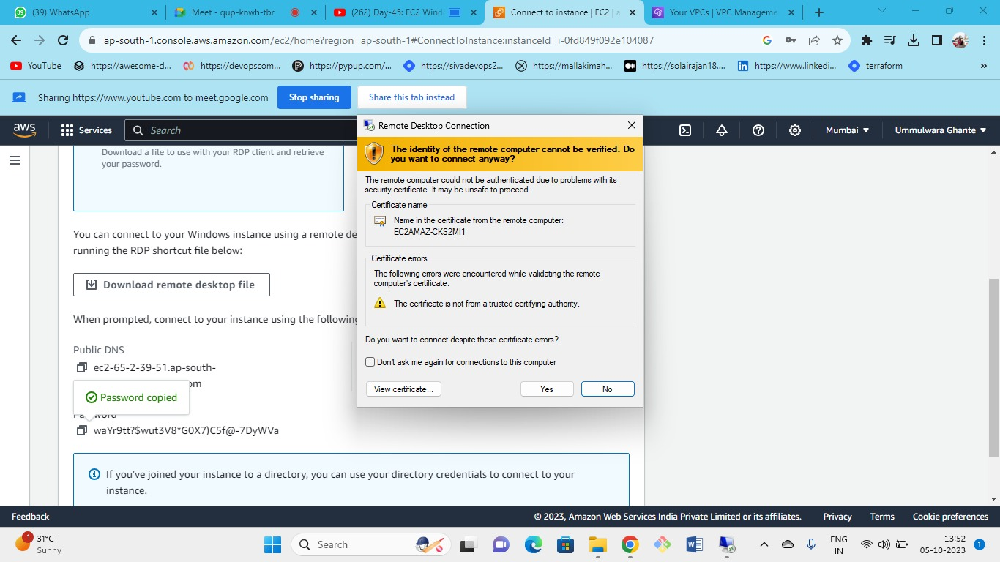 (39) WhatsApp
Meet - qup-knwh-tbr
(262) Day-45: EC2 Wind
Connect to instance | EC2 | a
Your VPCs | VPC Manageme
ap-south-1.console.aws.amazon.com/ec2/home?region=ap-south-1#ConnectToInstance:instanceId=i-0fd849f092e104087
YouTube
https://awesome-d...
https://devopscom...
https://pypup.com/...
https://sivadevops2...
https://mallakimah...
https://solairajan18....
https://www.linkedi...
terraform
»
Sharing https://www.youtube.com to meet.google.com
Stop sharing
Share this tab instead
aws
Services
Search
Mumbai
Ummulwara Ghante
Download a file to use with your RDP client and retrieve
your password.
You can connect to your Windows instance using a remote de
running the RDP shortcut file below:
Download remote desktop file
When prompted, connect to your instance using the following
Public DNS
ec2-65-2-39-51.ap-south-
om
Password copied
Password
waYr9tt?$wut3V8*G0X7)C5f@-7DyWVa
If you've joined your instance to a directory, you can use your directory credentials to connect to your
instance.
Remote Desktop Connection
The identity of the remote computer cannot be verified. Do
you want to connect anyway?
The remote computer could not be authenticated due to problems with its
security certificate. It may be unsafe to proceed.
Certificate name
Name in the certificate from the remote computer:
EC2AMAZ-CKS2MI1
Certificate errors
The following errors were encountered while validating the remote
computer's certificate:
The certificate is not from a trusted certifying authority.
Do you want to connect despite these certificate errors?
Don't ask me again for connections to this computer
View certificate...
Yes
No
Feedback
© 2023, Amazon Web Services India Private Limited or its affiliates.
Privacy
Terms
Cookie preferences
1
31°C
Sunny
Search
ENG
IN
13:52
05-10-2023
1